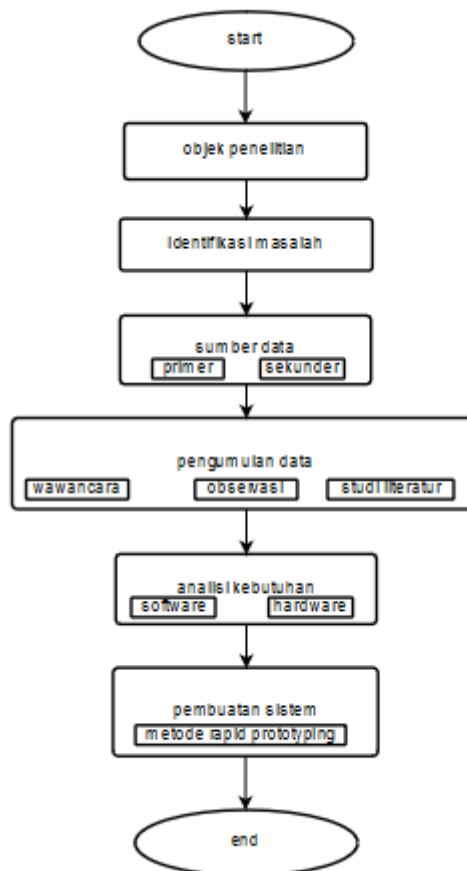 start
objek penelitian
identifikasi masalah
sumber data
primer sekunder
pengumulan data
wawancara observasi studi literatur
analisi kebutuhan
software hardware
pembuatan sistem
metode rapid prototyping
end